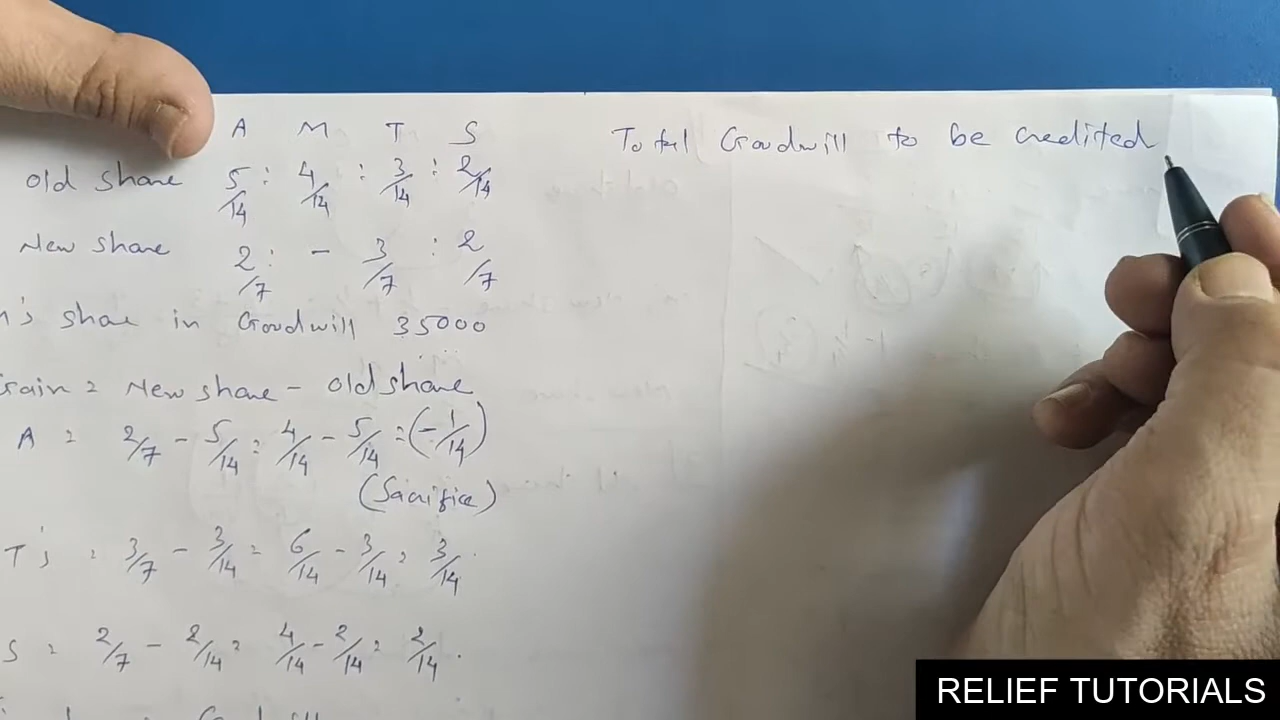 A M T S
Old share 5/14 : 4/14 : 3/14 : 2/14
New share 2/7 : - 3/7 : 2/7
M's share in Goodwill 35000
Gain = New share - Old share
A = 2/7 - 5/14 = 4/14 - 5/14 = (-1/14)
(Sacrifice)
T's = 3/7 - 3/14 = 6/14 - 3/14 = 3/14
S = 2/7 - 2/14 = 4/14 - 2/14 = 2/14
Total Goodwill to be credited
RELIEF TUTORIALS